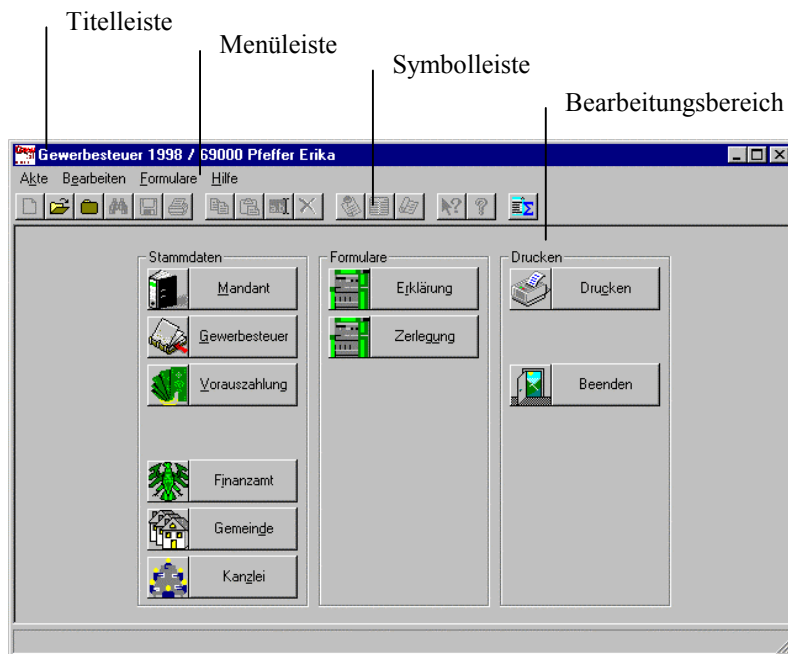 Titelleiste
Menüleiste
Symbolleiste
Bearbeitungsbereich
Gewerbesteuer 1998 / 69000 Pfeffer Erika
Akte Bearbeiten Formulare Hilfe
Stammdaten
Mandant
Gewerbesteuer
Vorauszahlung
Finanzamt
Gemeinde
Kanzlei
Formulare
Erklärung
Zerlegung
Drucken
Drucken
Beenden